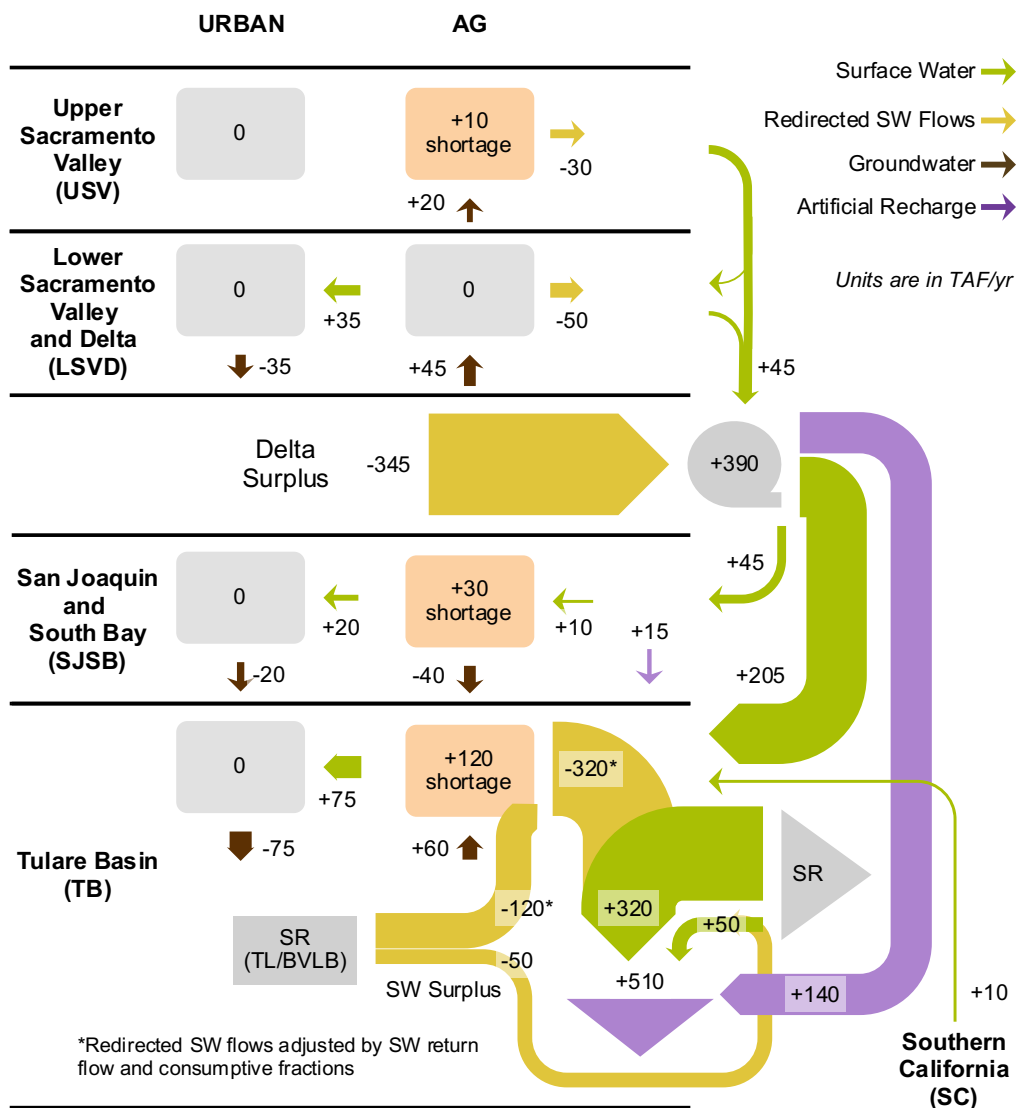 URBAN
AG
Surface Water
Redirected SW Flows
Groundwater
Artificial Recharge
Units are in TAF/yr
Upper
Sacramento
Valley
(USV)
0
+10
shortage
-30
+20
Lower
Sacramento
Valley
and Delta
(LSVD)
0
+35
0
-50
-35
+45
+45
Delta
Surplus
-345
+390
San Joaquin
and
South Bay
(SJSB)
0
+20
+30
shortage
+10
+15
+45
-20
-40
+205
Tulare Basin
(TB)
0
+75
+120
shortage
-320*
-75
+60
-120*
+320
SR
+50
SR
(TL/BVLB)
-50
SW Surplus
+510
+140
+10
*Redirected SW flows adjusted by SW return
flow and consumptive fractions
Southern
California
(SC)